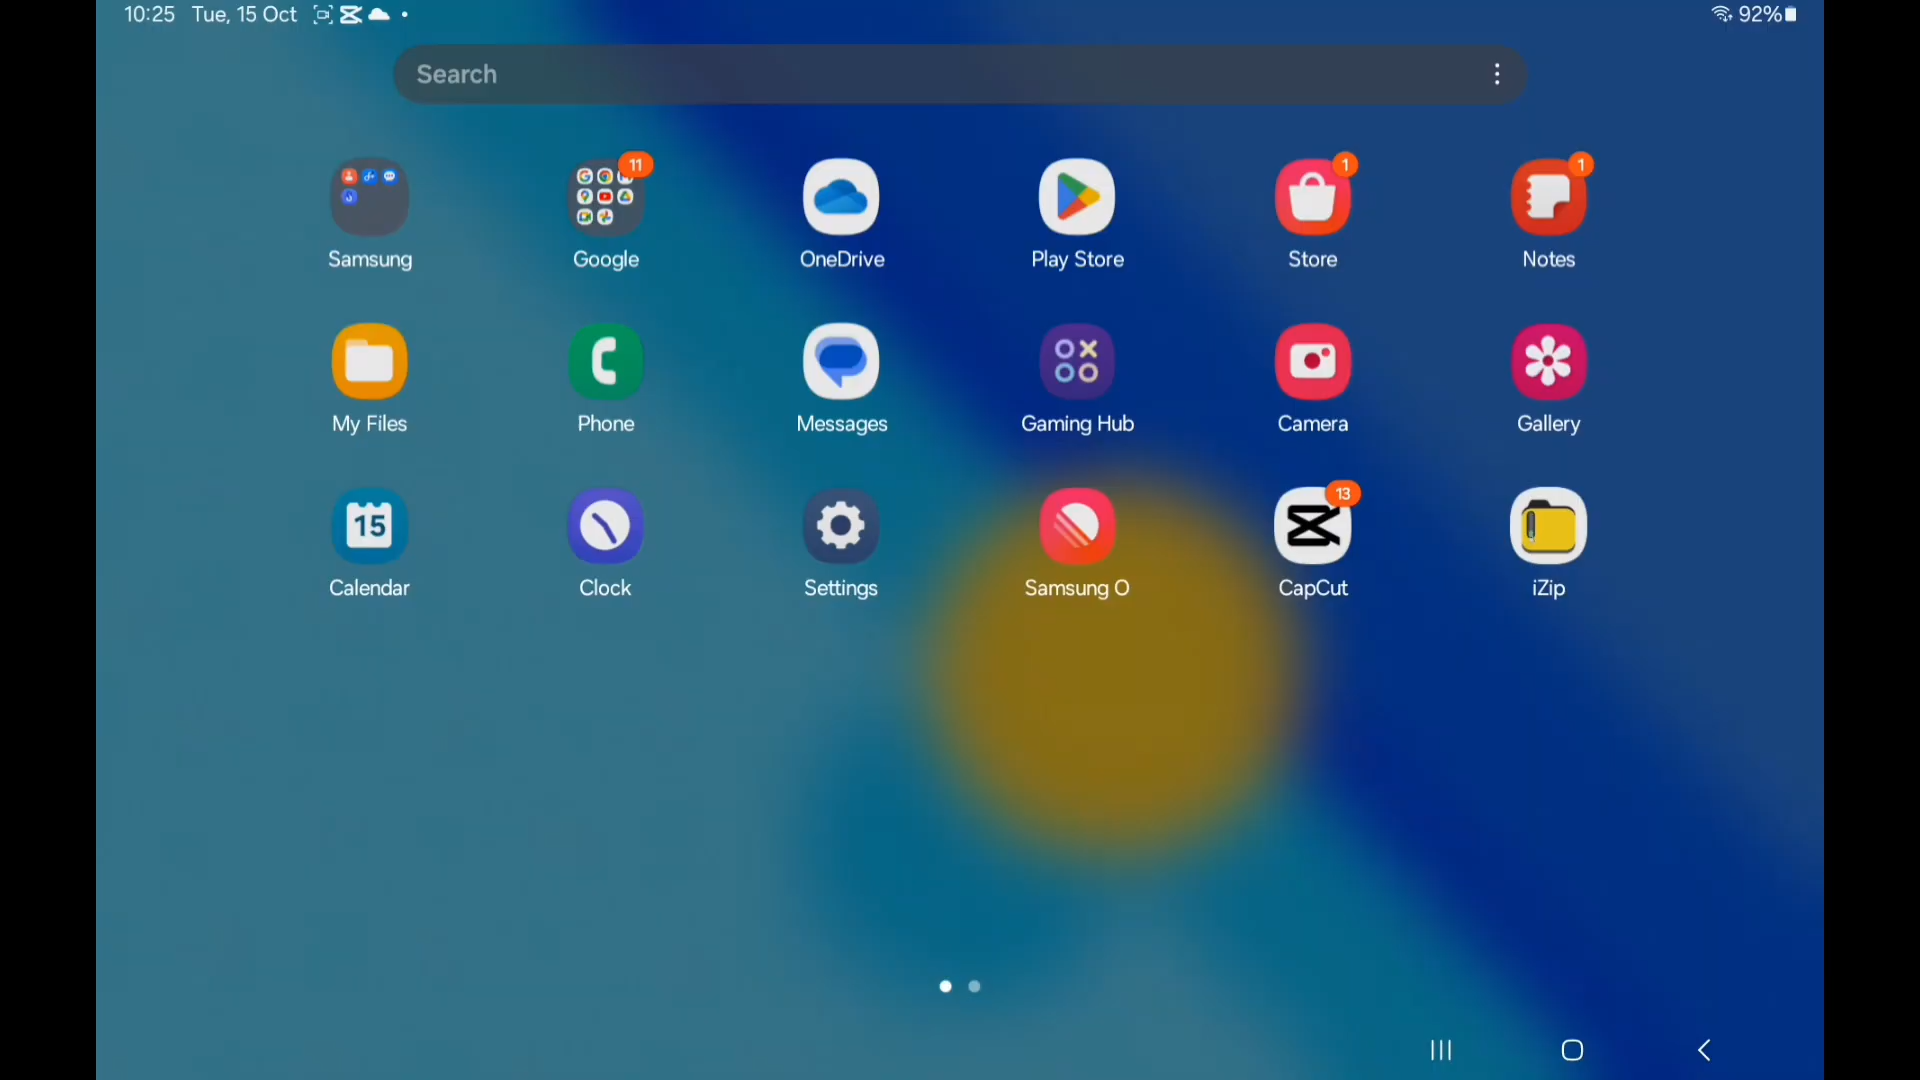 10:25 Tue, 15 Oct
92%
Search
11
1
1
Samsung
Google
OneDrive
Play Store
Store
Notes
My Files
Phone
Messages
Gaming Hub
Camera
Gallery
15
13
Calendar
Clock
Settings
Samsung O
CapCut
iZip